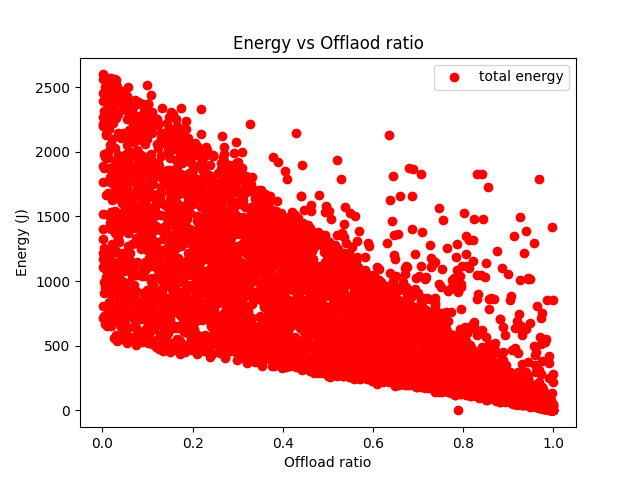 Energy vs Offlaod ratio
total energy
Energy (J)
2500
2000
1500
1000
500
0
0.0 0.2 0.4 0.6 0.8 1.0
Offload ratio